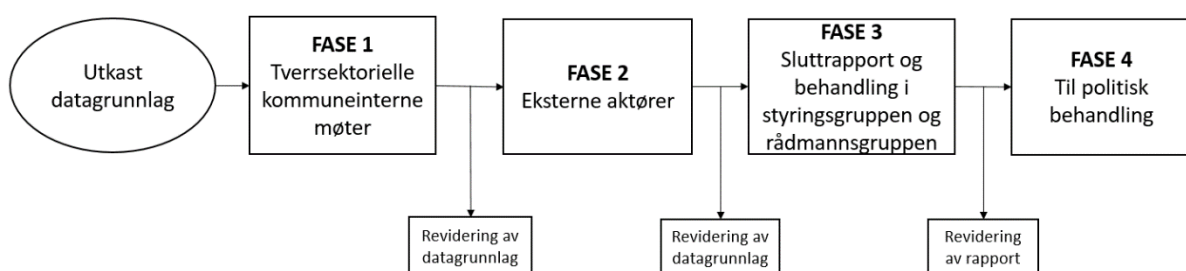 Utkast
datagrunnlag
FASE 1
Tverrsektorielle
kommuneinterne
møter
FASE 2
Eksterne aktører
FASE 3
Sluttrapport og
behandling i
styringsgruppen og
rådmannsgruppen
FASE 4
Til politisk
behandling
Revidering av
datagrunnlag
Revidering av
datagrunnlag
Revidering
av rapport